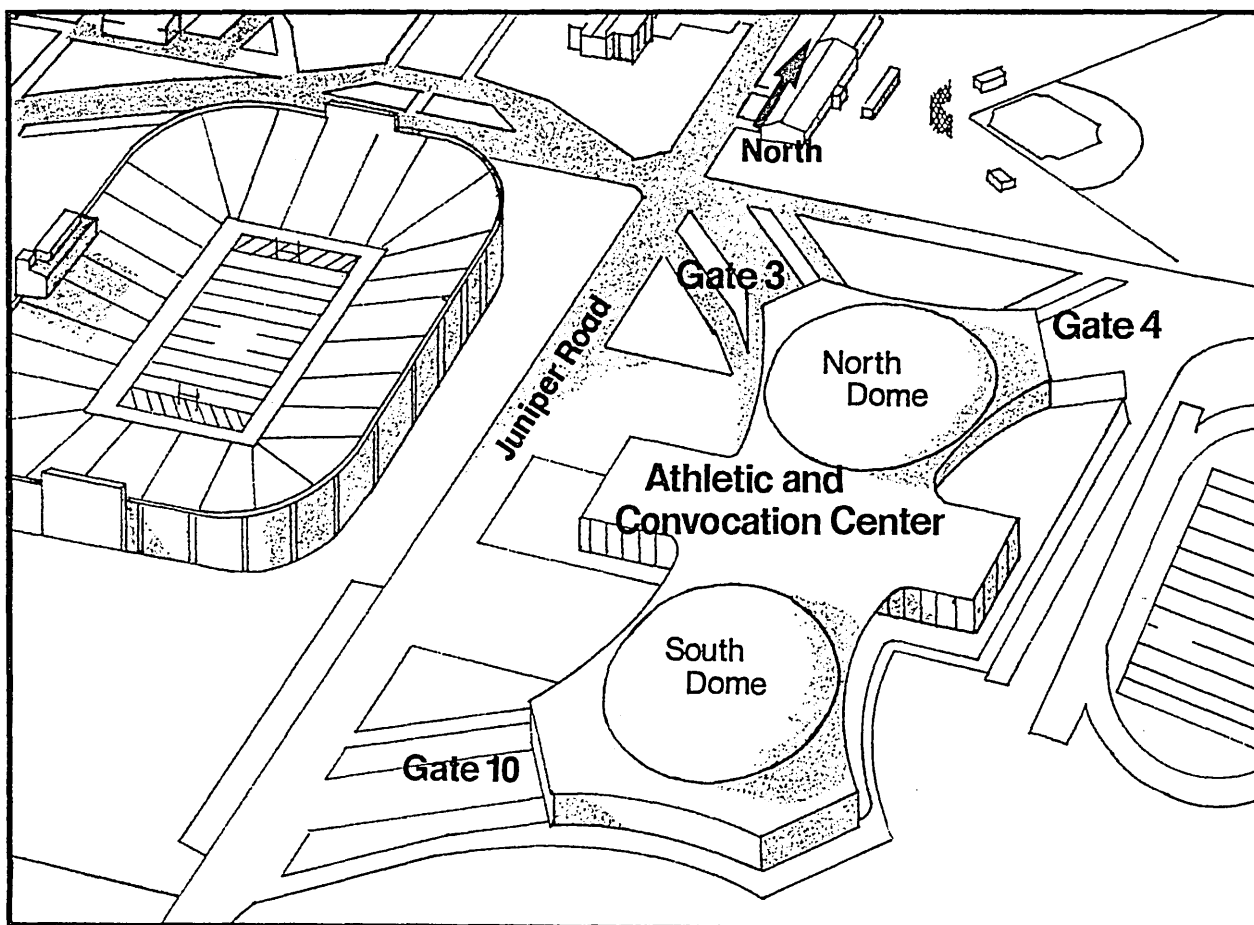 North
Gate 3
Gate 4
Juniper Road
North
Dome
Athletic and
Convocation Center
South
Dome
Gate 10